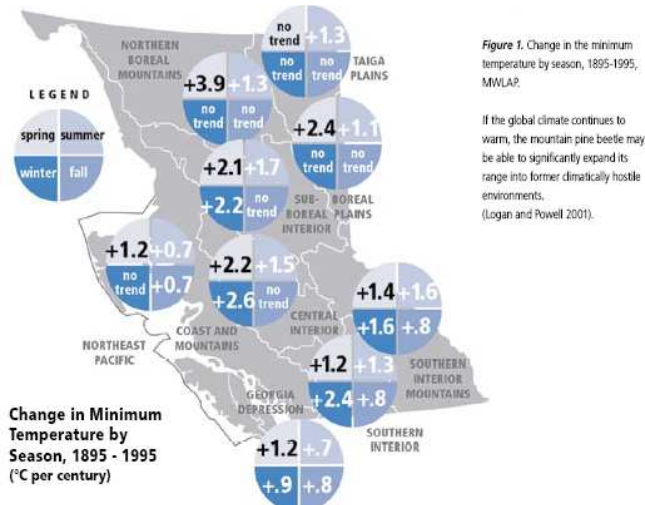 NORTHERN
BOREAL
MOUNTAINS
no
trend
+1.3
no
trend
no
trend
TAIGA
PLAINS
LEGEND
spring
summer
winter
fall
+3.9
+1.3
no
trend
no
trend
+2.4
+1.1
no
trend
no
trend
BOREAL
PLAINS
+2.1
+1.7
+2.2
no
trend
SUB-
BOREAL
INTERIOR
+1.2
+0.7
no
trend
+0.7
NORTHEAST
PACIFIC
+2.2
+1.5
+2.6
no
trend
COAST AND
MOUNTAINS
CENTRAL
INTERIOR
+1.4
+1.6
+1.6
+.8
SOUTHERN
INTERIOR
MOUNTAINS
+1.2
+1.3
+2.4
+.8
SOUTHERN
INTERIOR
GEORGIA
DEPRESSION
+1.2
+.7
+.9
+.8
Change in Minimum
Temperature by
Season, 1895 - 1995
(°C per century)
Figure 1. Change in the minimum
temperature by season, 1895-1995,
MWLAP.
If the global climate continues to
warm, the mountain pine beetle may
be able to significantly expand its
range into former climatically hostile
environments.
(Logan and Powell 2001).